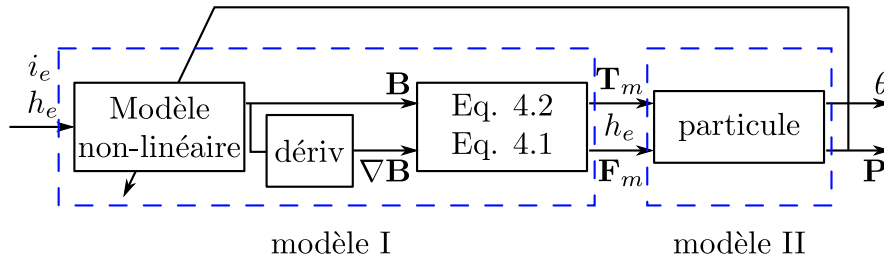 i_e
h_e
Modèle
non-linéaire
dériv
B
∇B
Eq. 4.2
Eq. 4.1
T_m
h_e
F_m
particule
θ
P
modèle I
modèle II